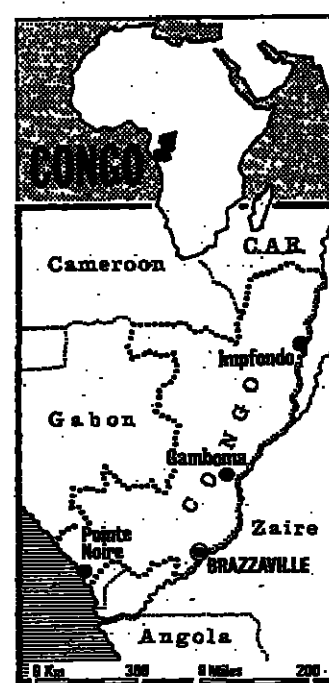 CONGO
C.A.R.
Cameroon
Impfondo
Gabon
CONGO
Gamboma
Zaire
Pointe
Noire
BRAZZAVILLE
Angola
0 Km 300 0 Miles 200